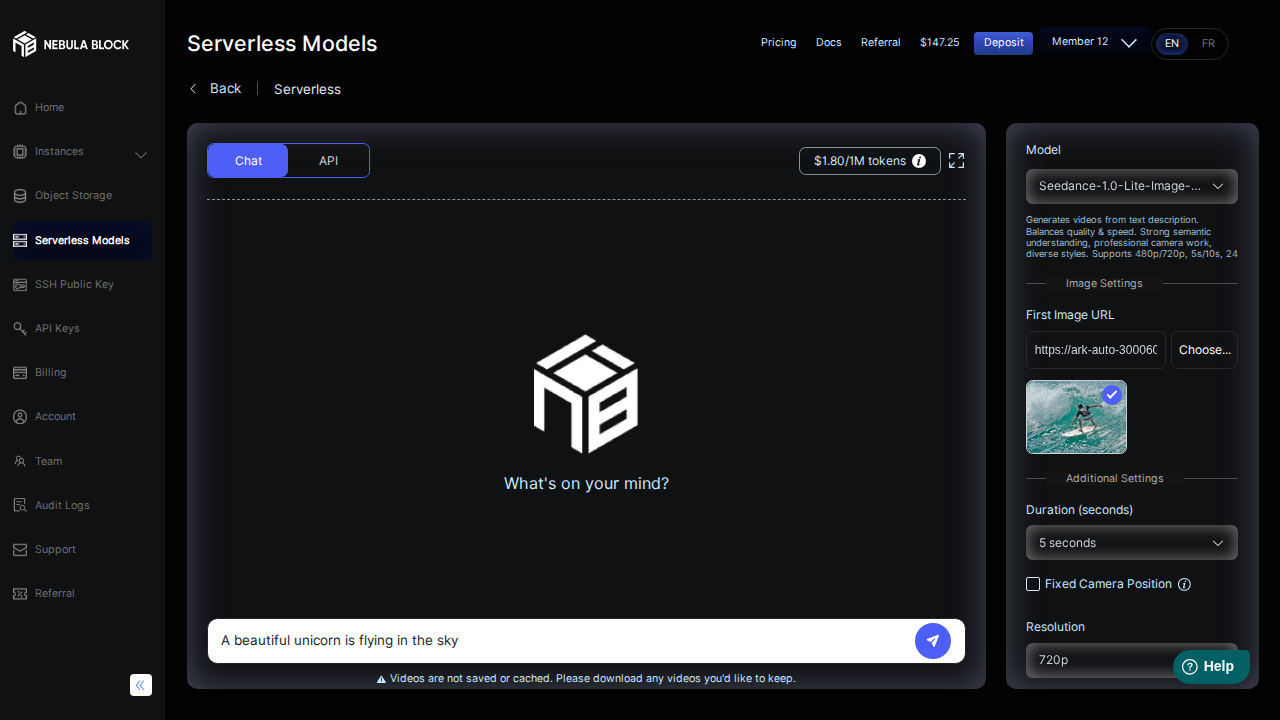 NEBULA BLOCK
Serverless Models
Pricing
Docs
Referral
$147.25
Deposit
Member 12
EN
FR
Back
Serverless
Home
Instances
Object Storage
Serverless Models
SSH Public Key
API Keys
Billing
Account
Team
Audit Logs
Support
Referral
Chat
API
$1.80/1M tokens
What's on your mind?
A beautiful unicorn is flying in the sky
Videos are not saved or cached. Please download any videos you'd like to keep.
Model
Seedance-1.0-Lite-Image-...
Generates videos from text description.
Balances quality & speed. Strong semantic
understanding, professional camera work,
diverse styles. Supports 480p/720p, 5s/10s, 24
Image Settings
First Image URL
https://ark-auto-300060
Choose...
Additional Settings
Duration (seconds)
5 seconds
Fixed Camera Position
Resolution
720p
Help